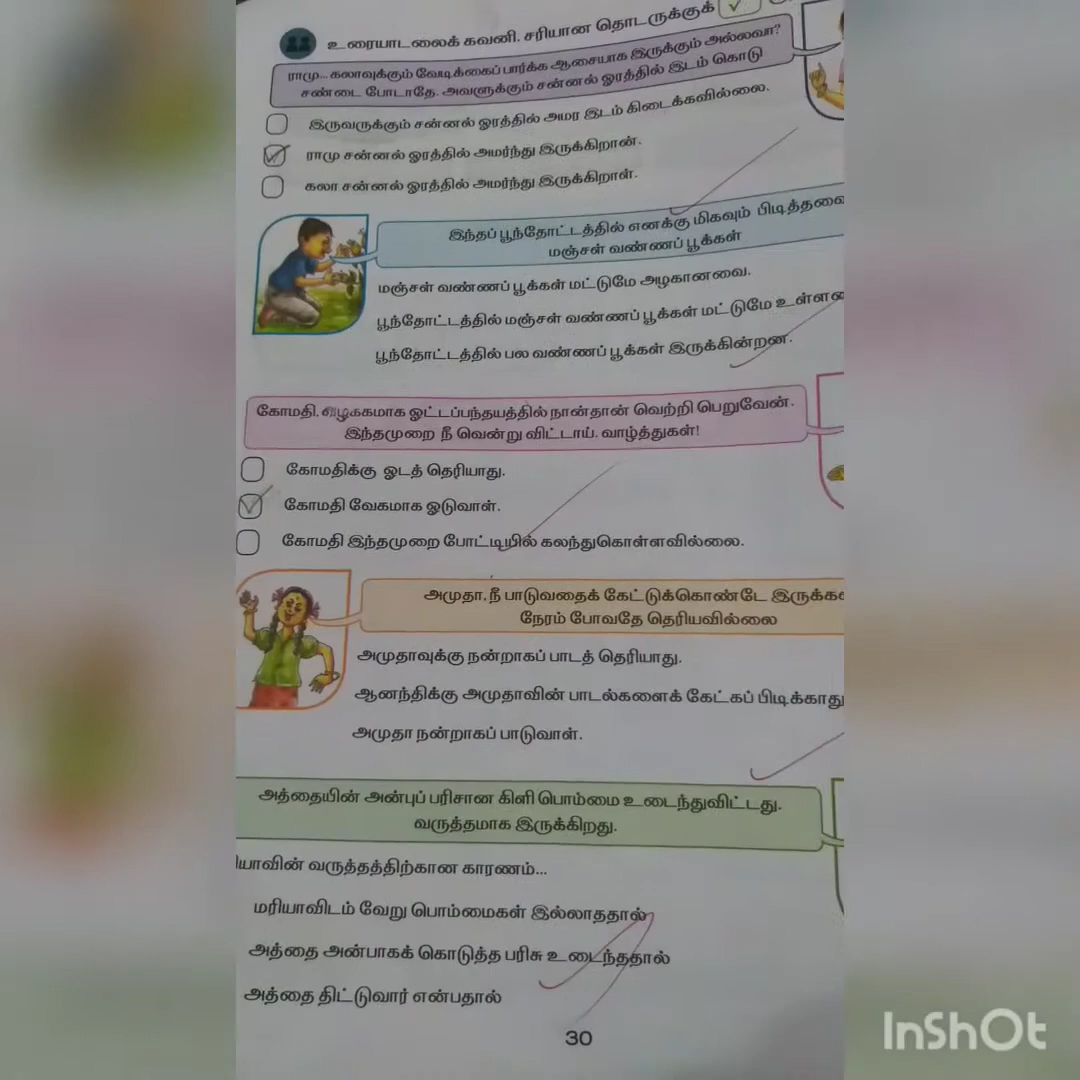 உரையாடலைக் கவனி. சரியான தொடருக்குக்
ராமு... கலாவுக்கும் வேடிக்கைப் பார்க்க ஆசையாக இருக்கும் அல்லவா?
சண்டை போடாதே. அவளுக்கும் சன்னல் ஓரத்தில் இடம் கொடு
இருவருக்கும் சன்னல் ஓரத்தில் அமர இடம் கிடைக்கவில்லை.
ராமு சன்னல் ஓரத்தில் அமர்ந்து இருக்கிறான்.
கலா சன்னல் ஓரத்தில் அமர்ந்து இருக்கிறாள்.
இந்தப் பூந்தோட்டத்தில் எனக்கு மிகவும் பிடித்தவை
மஞ்சள் வண்ணப் பூக்கள்
மஞ்சள் வண்ணப் பூக்கள் மட்டுமே அழகானவை.
பூந்தோட்டத்தில் மஞ்சள் வண்ணப் பூக்கள் மட்டுமே உள்ளன
பூந்தோட்டத்தில் பல வண்ணப் பூக்கள் இருக்கின்றன.
கோமதி. வழக்கமாக ஓட்டப்பந்தயத்தில் நான்தான் வெற்றி பெறுவேன்.
இந்தமுறை நீ வென்று விட்டாய். வாழ்த்துகள்!
கோமதிக்கு ஓடத் தெரியாது.
கோமதி வேகமாக ஓடுவாள்.
கோமதி இந்தமுறை போட்டியில் கலந்துகொள்ளவில்லை.
அமுதா, நீ பாடுவதைக் கேட்டுக்கொண்டே
நேரம் போவதே தெரியவில்லை
அமுதாவுக்கு நன்றாகப் பாடத் தெரியாது.
ஆனந்திக்கு அமுதாவின் பாடல்களைக் கேட்கப் பிடிக்காது
அமுதா நன்றாகப் பாடுவாள்.
அத்தையின் அன்புப் பரிசான கிளி பொம்மை உடைந்துவிட்டது.
வருத்தமாக இருக்கிறது.
யாவின் வருத்தத்திற்கான காரணம்...
மரியாவிடம் வேறு பொம்மைகள் இல்லாததால்
அத்தை அன்பாகக் கொடுத்த பரிசு உடைந்ததால்
அத்தை திட்டுவார் என்பதால்
30
InShOt